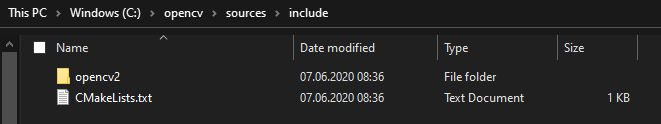 This PC > Windows (C:) > opencv > sources > include
Name Date modified Type Size
opencv2 07.06.2020 08:36 File folder
CMakeLists.txt 07.06.2020 08:36 Text Document 1 KB